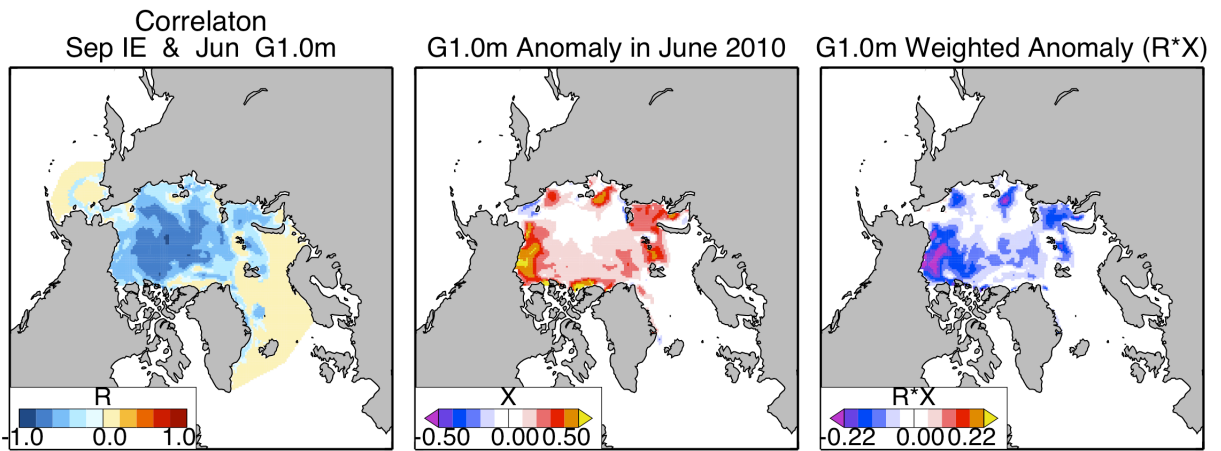 Correlaton
Sep IE & Jun G1.0m
G1.0m Anomaly in June 2010
G1.0m Weighted Anomaly (R*X)
R
-1.0 0.0 1.0
X
-0.50 0.00 0.50
R*X
-0.22 0.00 0.22